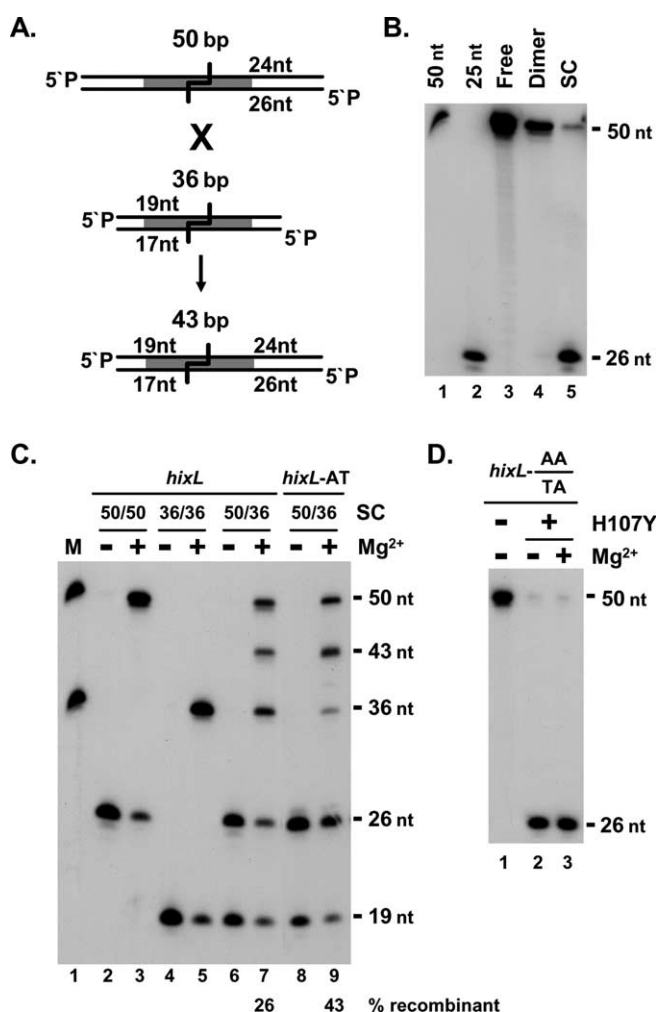 A.
50 bp
24nt
5`P
26nt
5`P
X
36 bp
19nt
5`P
17nt
5`P
43 bp
19nt 24nt
5`P
17nt 26nt
5`P
B.
50 nt
25 nt
Free
Dimer
SC
50 nt
26 nt
1 2 3 4 5
C.
hixL hixL-AT
50/50 36/36 50/36 50/36 SC
M - + - + - + - + Mg2+
50 nt
43 nt
36 nt
26 nt
19 nt
1 2 3 4 5 6 7 8 9
26 43 % recombinant
D.
hixL- AA
TA
- + H107Y
- - + Mg2+
50 nt
26 nt
1 2 3